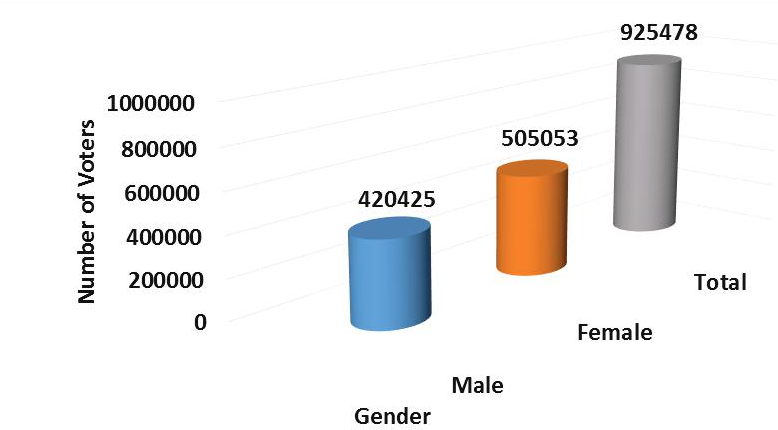 925478
505053
420425
1000000
800000
600000
400000
200000
0
Number of Voters
Total
Female
Male
Gender